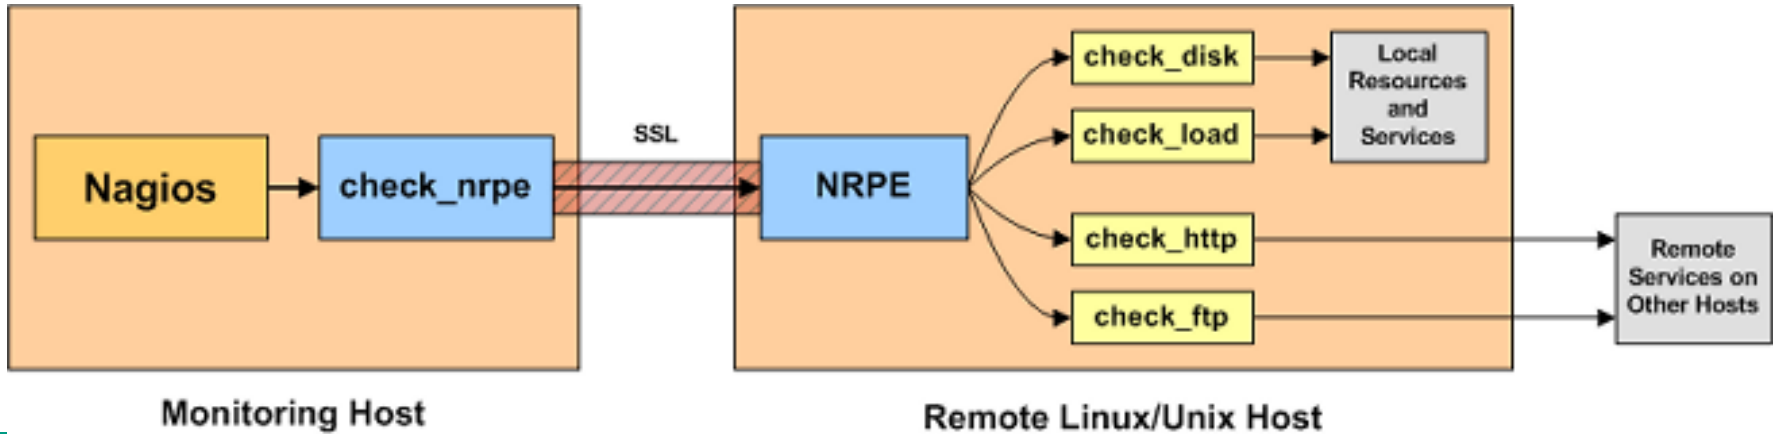 Nagios
check_nrpe
SSL
NRPE
check_disk
check_load
check_http
check_ftp
Local
Resources
and
Services
Remote
Services on
Other Hosts
Monitoring Host
Remote Linux/Unix Host